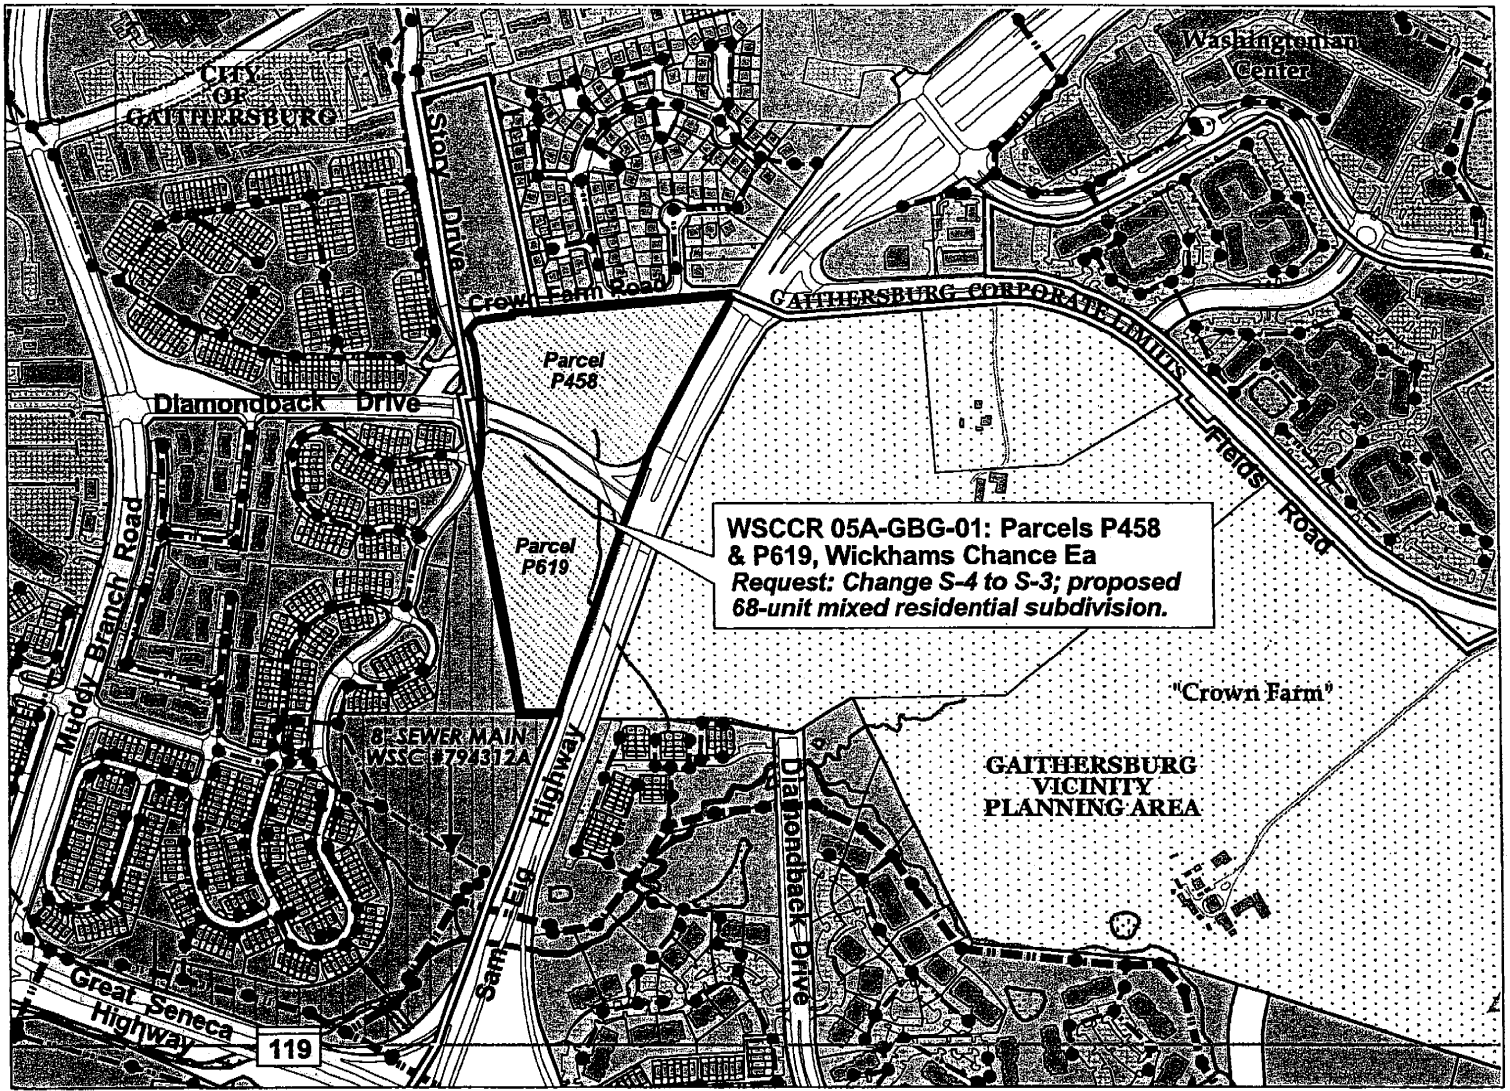 CITY
OF
GAITHERSBURG
Washingtonian
Center
Story Drive
Crown Farm Road
GAITHERSBURG CORPORATE LIMITS
Parcel
P458
Diamondback Drive
Fields Road
Muddy Branch Road
Parcel
P619
WSCCR 05A-GBG-01: Parcels P458
& P619, Wickhams Chance Ea
Request: Change S-4 to S-3; proposed
68-unit mixed residential subdivision.
"Crown Farm"
8" SEWER MAIN
WSSC #794312A
GAITHERSBURG
VICINITY
PLANNING AREA
Sam Eig Highway
Diamondback Drive
Great Seneca
Highway
119